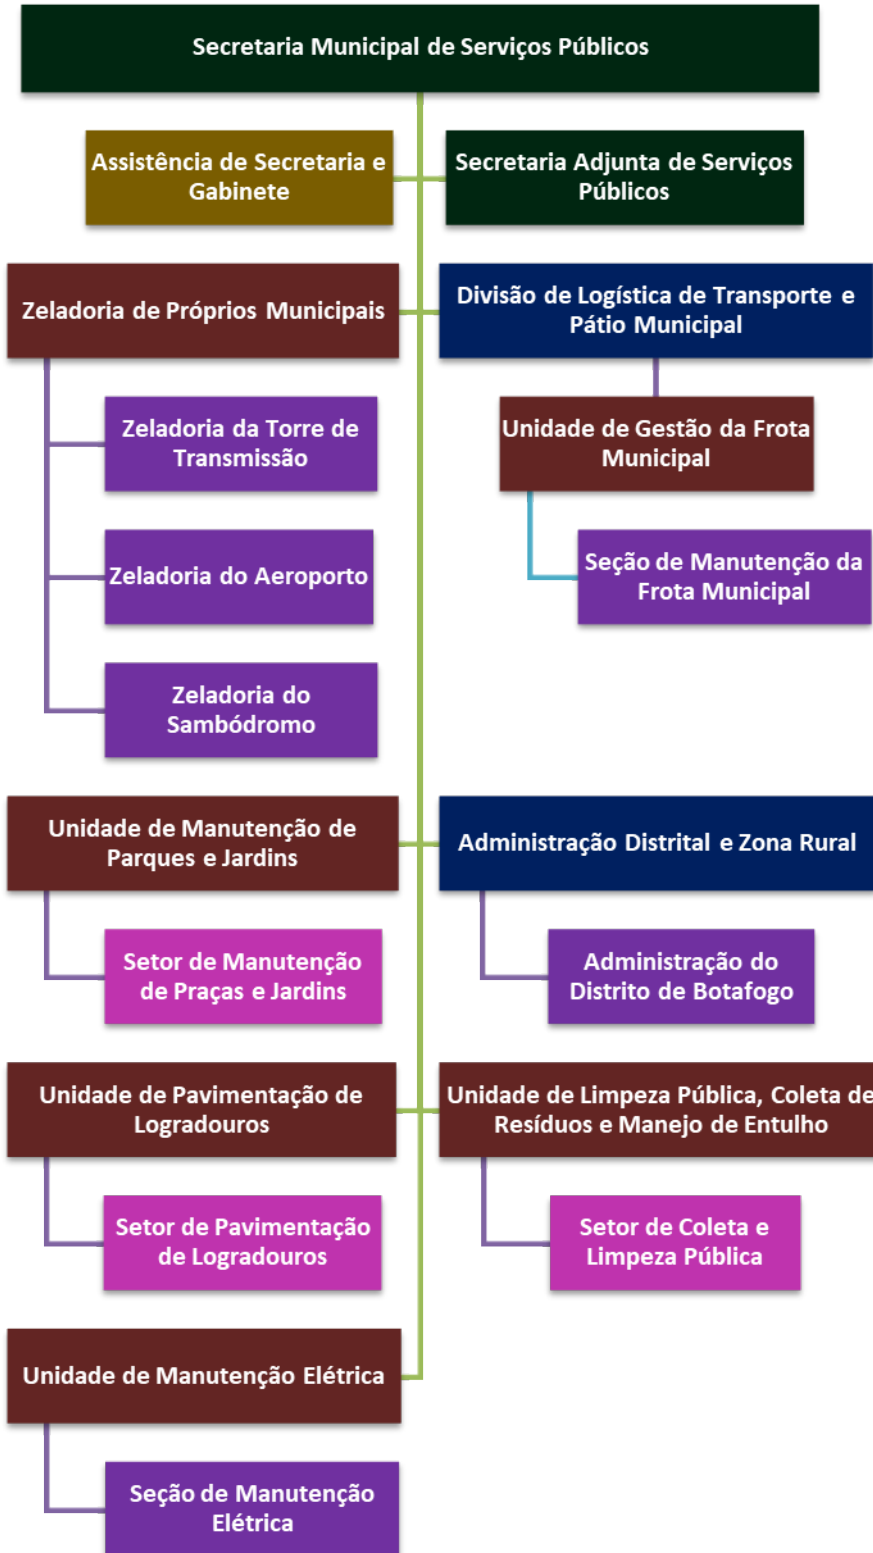 Secretaria Municipal de Serviços Públicos
Assistência de Secretaria e
Gabinete
Secretaria Adjunta de Serviços
Públicos
Zeladoria de Próprios Municipais
Divisão de Logística de Transporte e
Pátio Municipal
Zeladoria da Torre de
Transmissão
Unidade de Gestão da Frota
Municipal
Zeladoria do Aeroporto
Seção de Manutenção da
Frota Municipal
Zeladoria do
Sambódromo
Unidade de Manutenção de
Parques e Jardins
Administração Distrital e Zona Rural
Setor de Manutenção
de Praças e Jardins
Administração do
Distrito de Botafogo
Unidade de Pavimentação de
Logradouros
Unidade de Limpeza Pública, Coleta de
Resíduos e Manejo de Entulho
Setor de Pavimentação
de Logradouros
Setor de Coleta e
Limpeza Pública
Unidade de Manutenção Elétrica
Seção de Manutenção
Elétrica